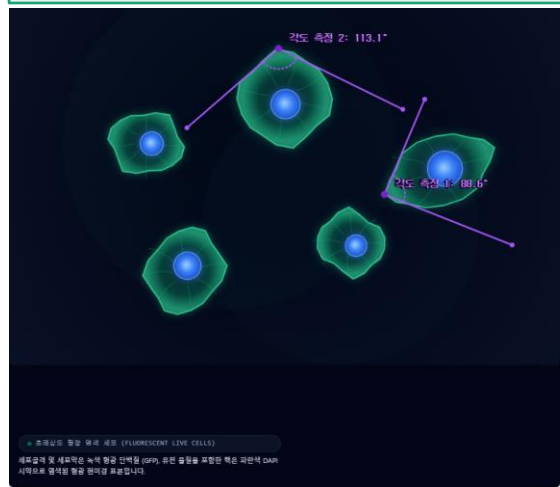 각도 측정 2: 113.1°
각도 측정 1: 88.6°
초해상도 형광 염색 세포 (FLUORESCENT LIVE CELLS)
세포골격 및 세포막은 녹색 형광 단백질 (GFP), 유전 물질을 포함한 핵은 파란색 DAPI
시약으로 염색된 형광 현미경 표본입니다.